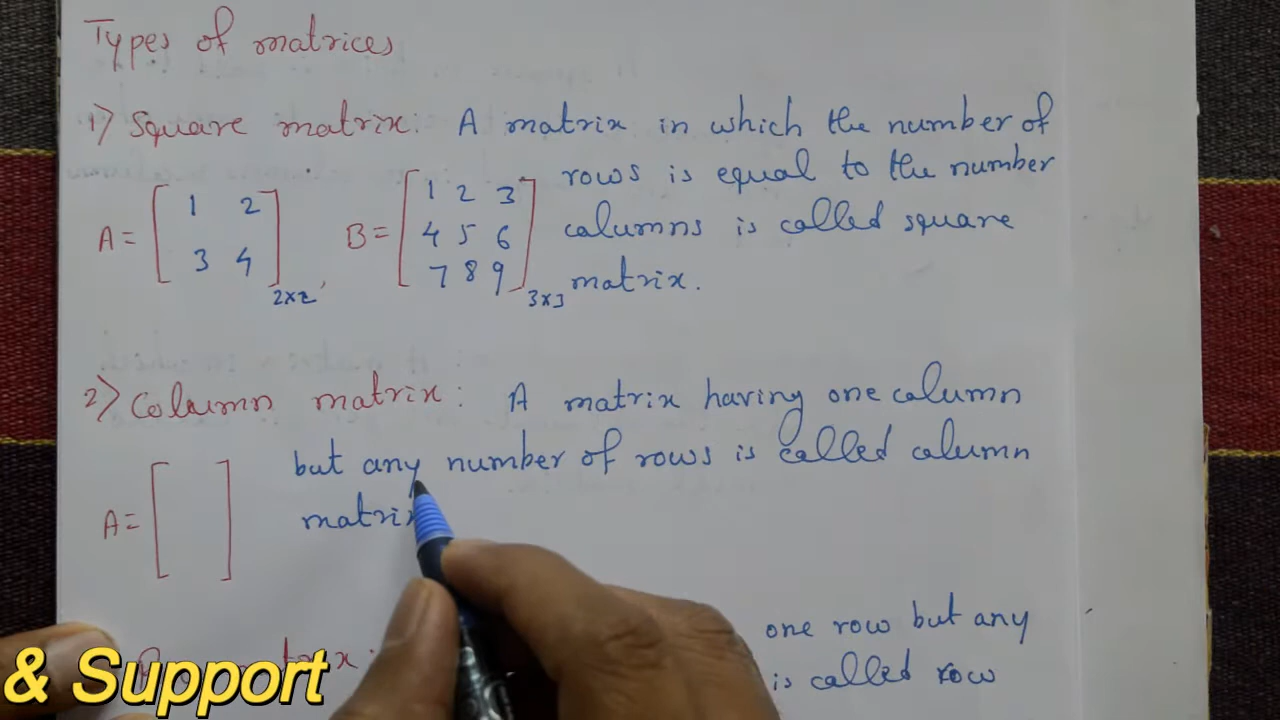 Types of matrices
1) Square matrix: A matrix in which the number of
rows is equal to the number
columns is called square
matrix.
A = [ 1 2
3 4 ] 2x2,
B = [ 1 2 3
4 5 6
7 8 9 ] 3x3
2) Column matrix: A matrix having one column
but any number of rows is called column
matrix
A = [ ]
one row but any
is called row
& Support